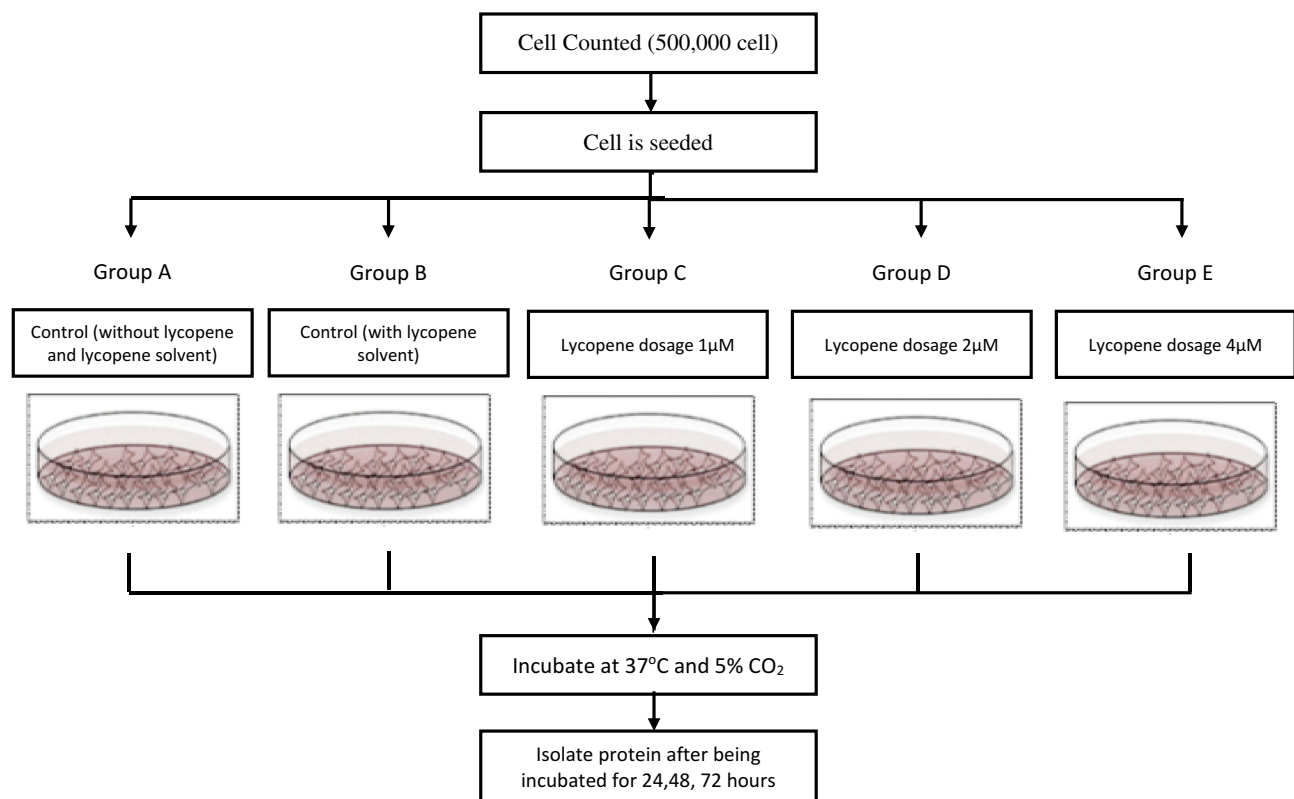 Cell Counted (500,000 cell)
Cell is seeded
Group A
Group B
Group C
Group D
Group E
Control (without lycopene
and lycopene solvent)
Control (with lycopene
solvent)
Lycopene dosage 1μM
Lycopene dosage 2μM
Lycopene dosage 4μM
Incubate at 37°C and 5% CO₂
Isolate protein after being
incubated for 24,48, 72 hours